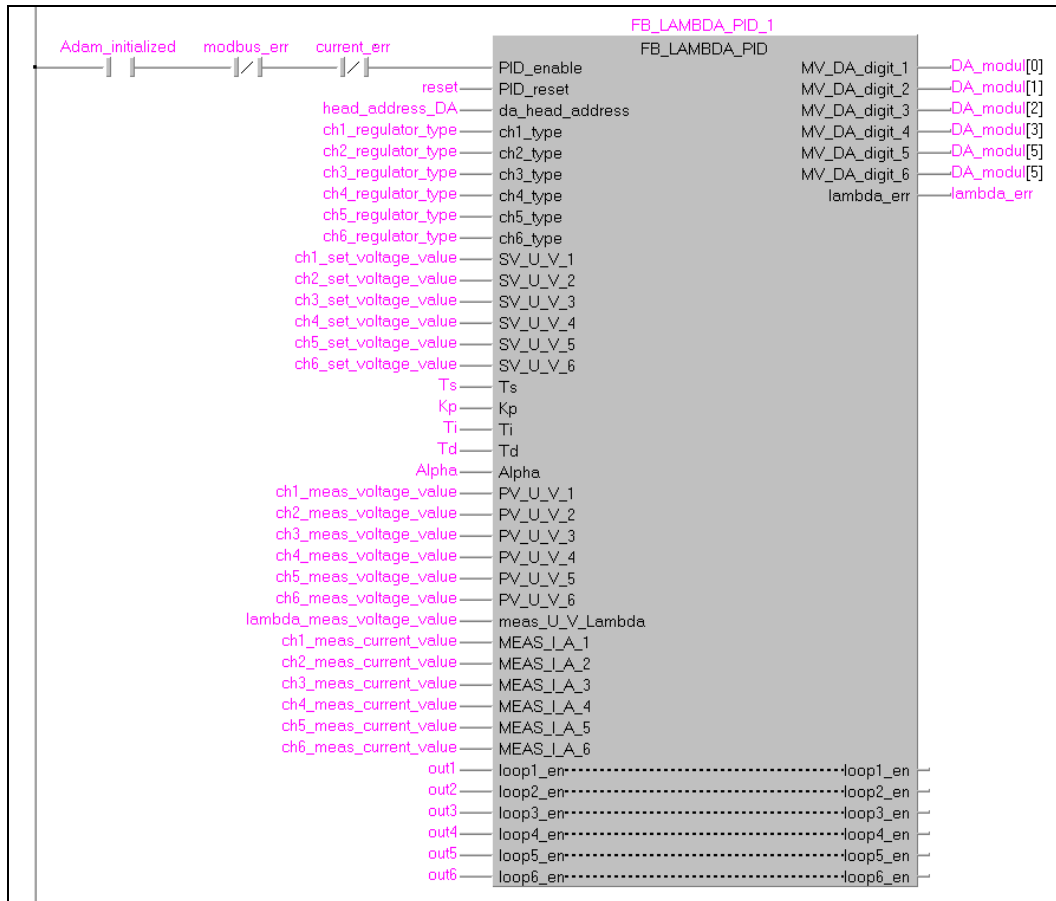 FB_LAMBDA_PID_1
Adam_initialized modbus_err current_err FB_LAMBDA_PID
PID_enable MV_DA_digit_1 DA_modul[0]
reset PID_reset MV_DA_digit_2 DA_modul[1]
head_address_DA da_head_address MV_DA_digit_3 DA_modul[2]
ch1_regulator_type ch1_type MV_DA_digit_4 DA_modul[3]
ch2_regulator_type ch2_type MV_DA_digit_5 DA_modul[5]
ch3_regulator_type ch3_type MV_DA_digit_6 DA_modul[5]
ch4_regulator_type ch4_type lambda_err lambda_err
ch5_regulator_type ch5_type
ch6_regulator_type ch6_type
ch1_set_voltage_value SV_U_V_1
ch2_set_voltage_value SV_U_V_2
ch3_set_voltage_value SV_U_V_3
ch4_set_voltage_value SV_U_V_4
ch5_set_voltage_value SV_U_V_5
ch6_set_voltage_value SV_U_V_6
Ts Ts
Kp Kp
Ti Ti
Td Td
Alpha Alpha
ch1_meas_voltage_value PV_U_V_1
ch2_meas_voltage_value PV_U_V_2
ch3_meas_voltage_value PV_U_V_3
ch4_meas_voltage_value PV_U_V_4
ch5_meas_voltage_value PV_U_V_5
ch6_meas_voltage_value PV_U_V_6
lambda_meas_voltage_value meas_U_V_Lambda
ch1_meas_current_value MEAS_I_A_1
ch2_meas_current_value MEAS_I_A_2
ch3_meas_current_value MEAS_I_A_3
ch4_meas_current_value MEAS_I_A_4
ch5_meas_current_value MEAS_I_A_5
ch6_meas_current_value MEAS_I_A_6
out1 loop1_en loop1_en
out2 loop2_en loop2_en
out3 loop3_en loop3_en
out4 loop4_en loop4_en
out5 loop5_en loop5_en
out6 loop6_en loop6_en